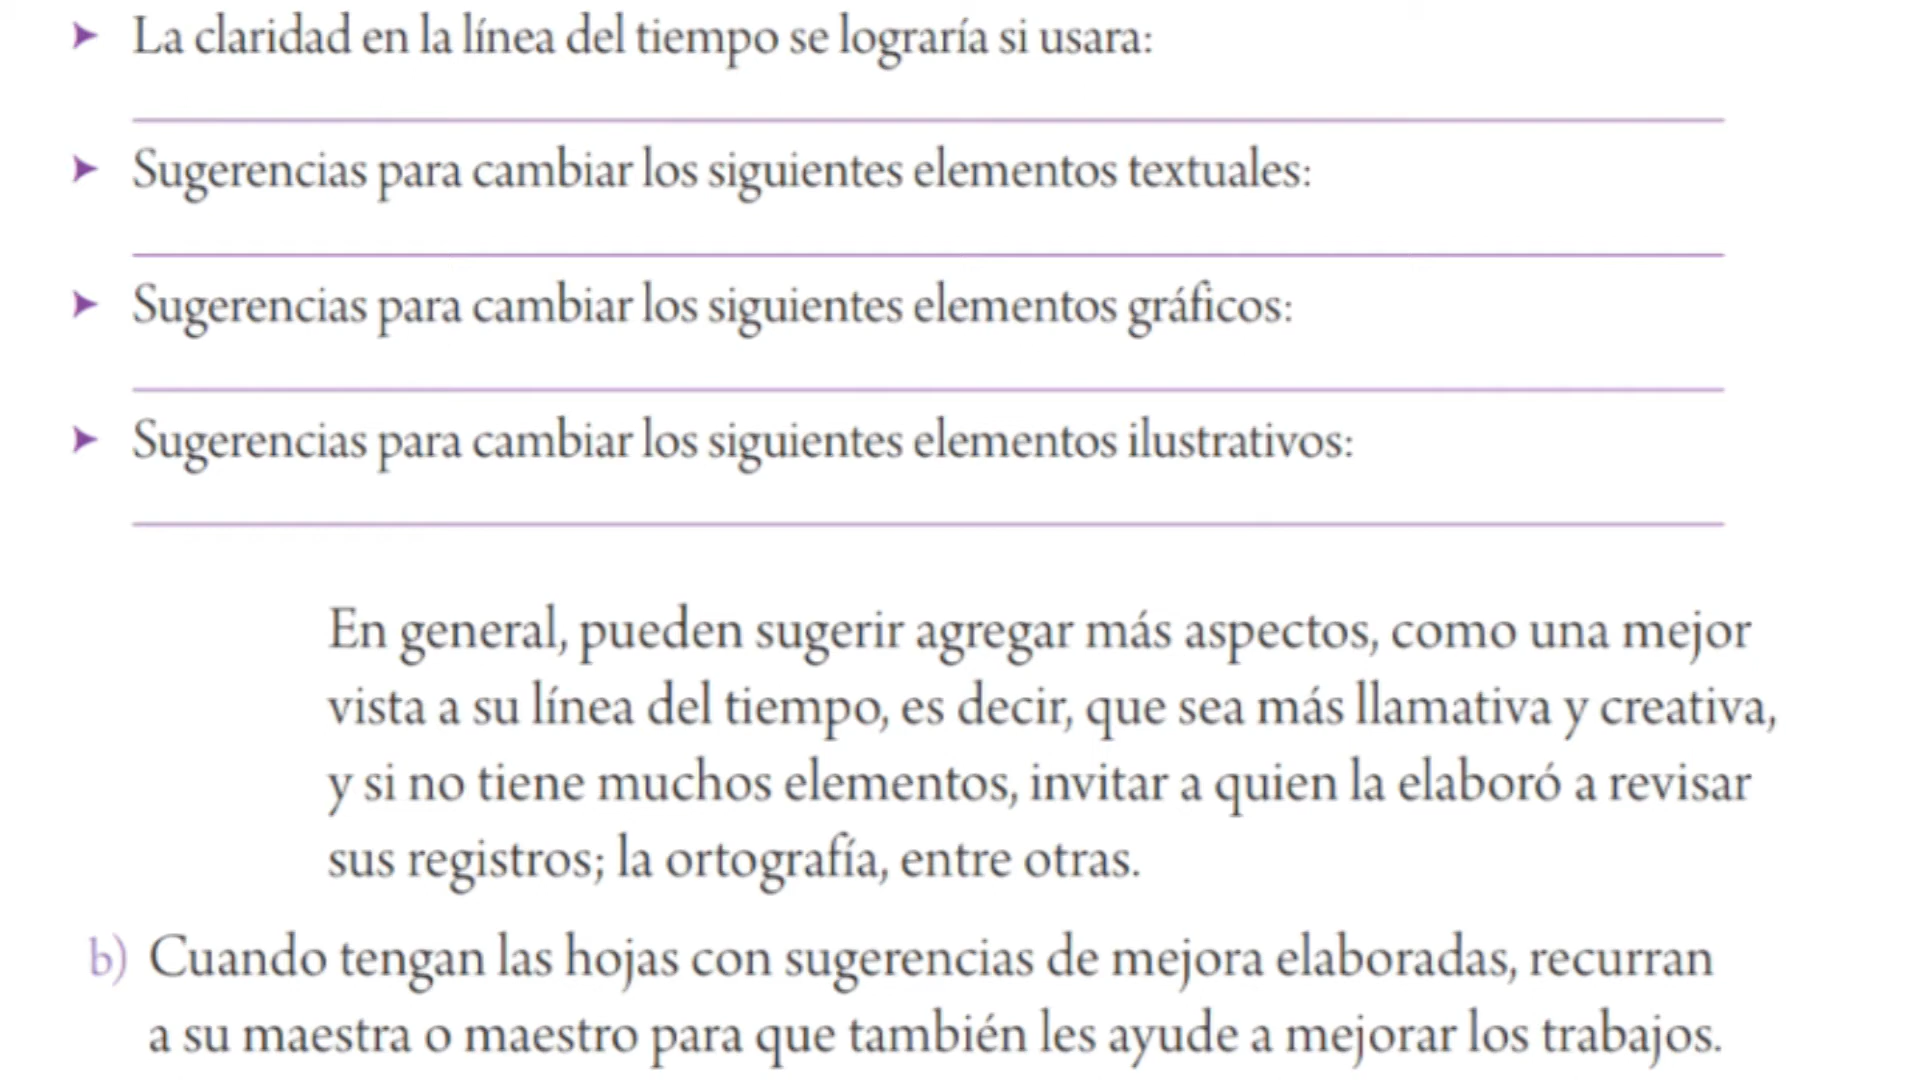 ➤ La claridad en la línea del tiempo se lograría si usara:
➤ Sugerencias para cambiar los siguientes elementos textuales:
➤ Sugerencias para cambiar los siguientes elementos gráficos:
➤ Sugerencias para cambiar los siguientes elementos ilustrativos:
En general, pueden sugerir agregar más aspectos, como una mejor
vista a su línea del tiempo, es decir, que sea más llamativa y creativa,
y si no tiene muchos elementos, invitar a quien la elaboró a revisar
sus registros; la ortografía, entre otras.
b) Cuando tengan las hojas con sugerencias de mejora elaboradas, recurran
a su maestra o maestro para que también les ayude a mejorar los trabajos.